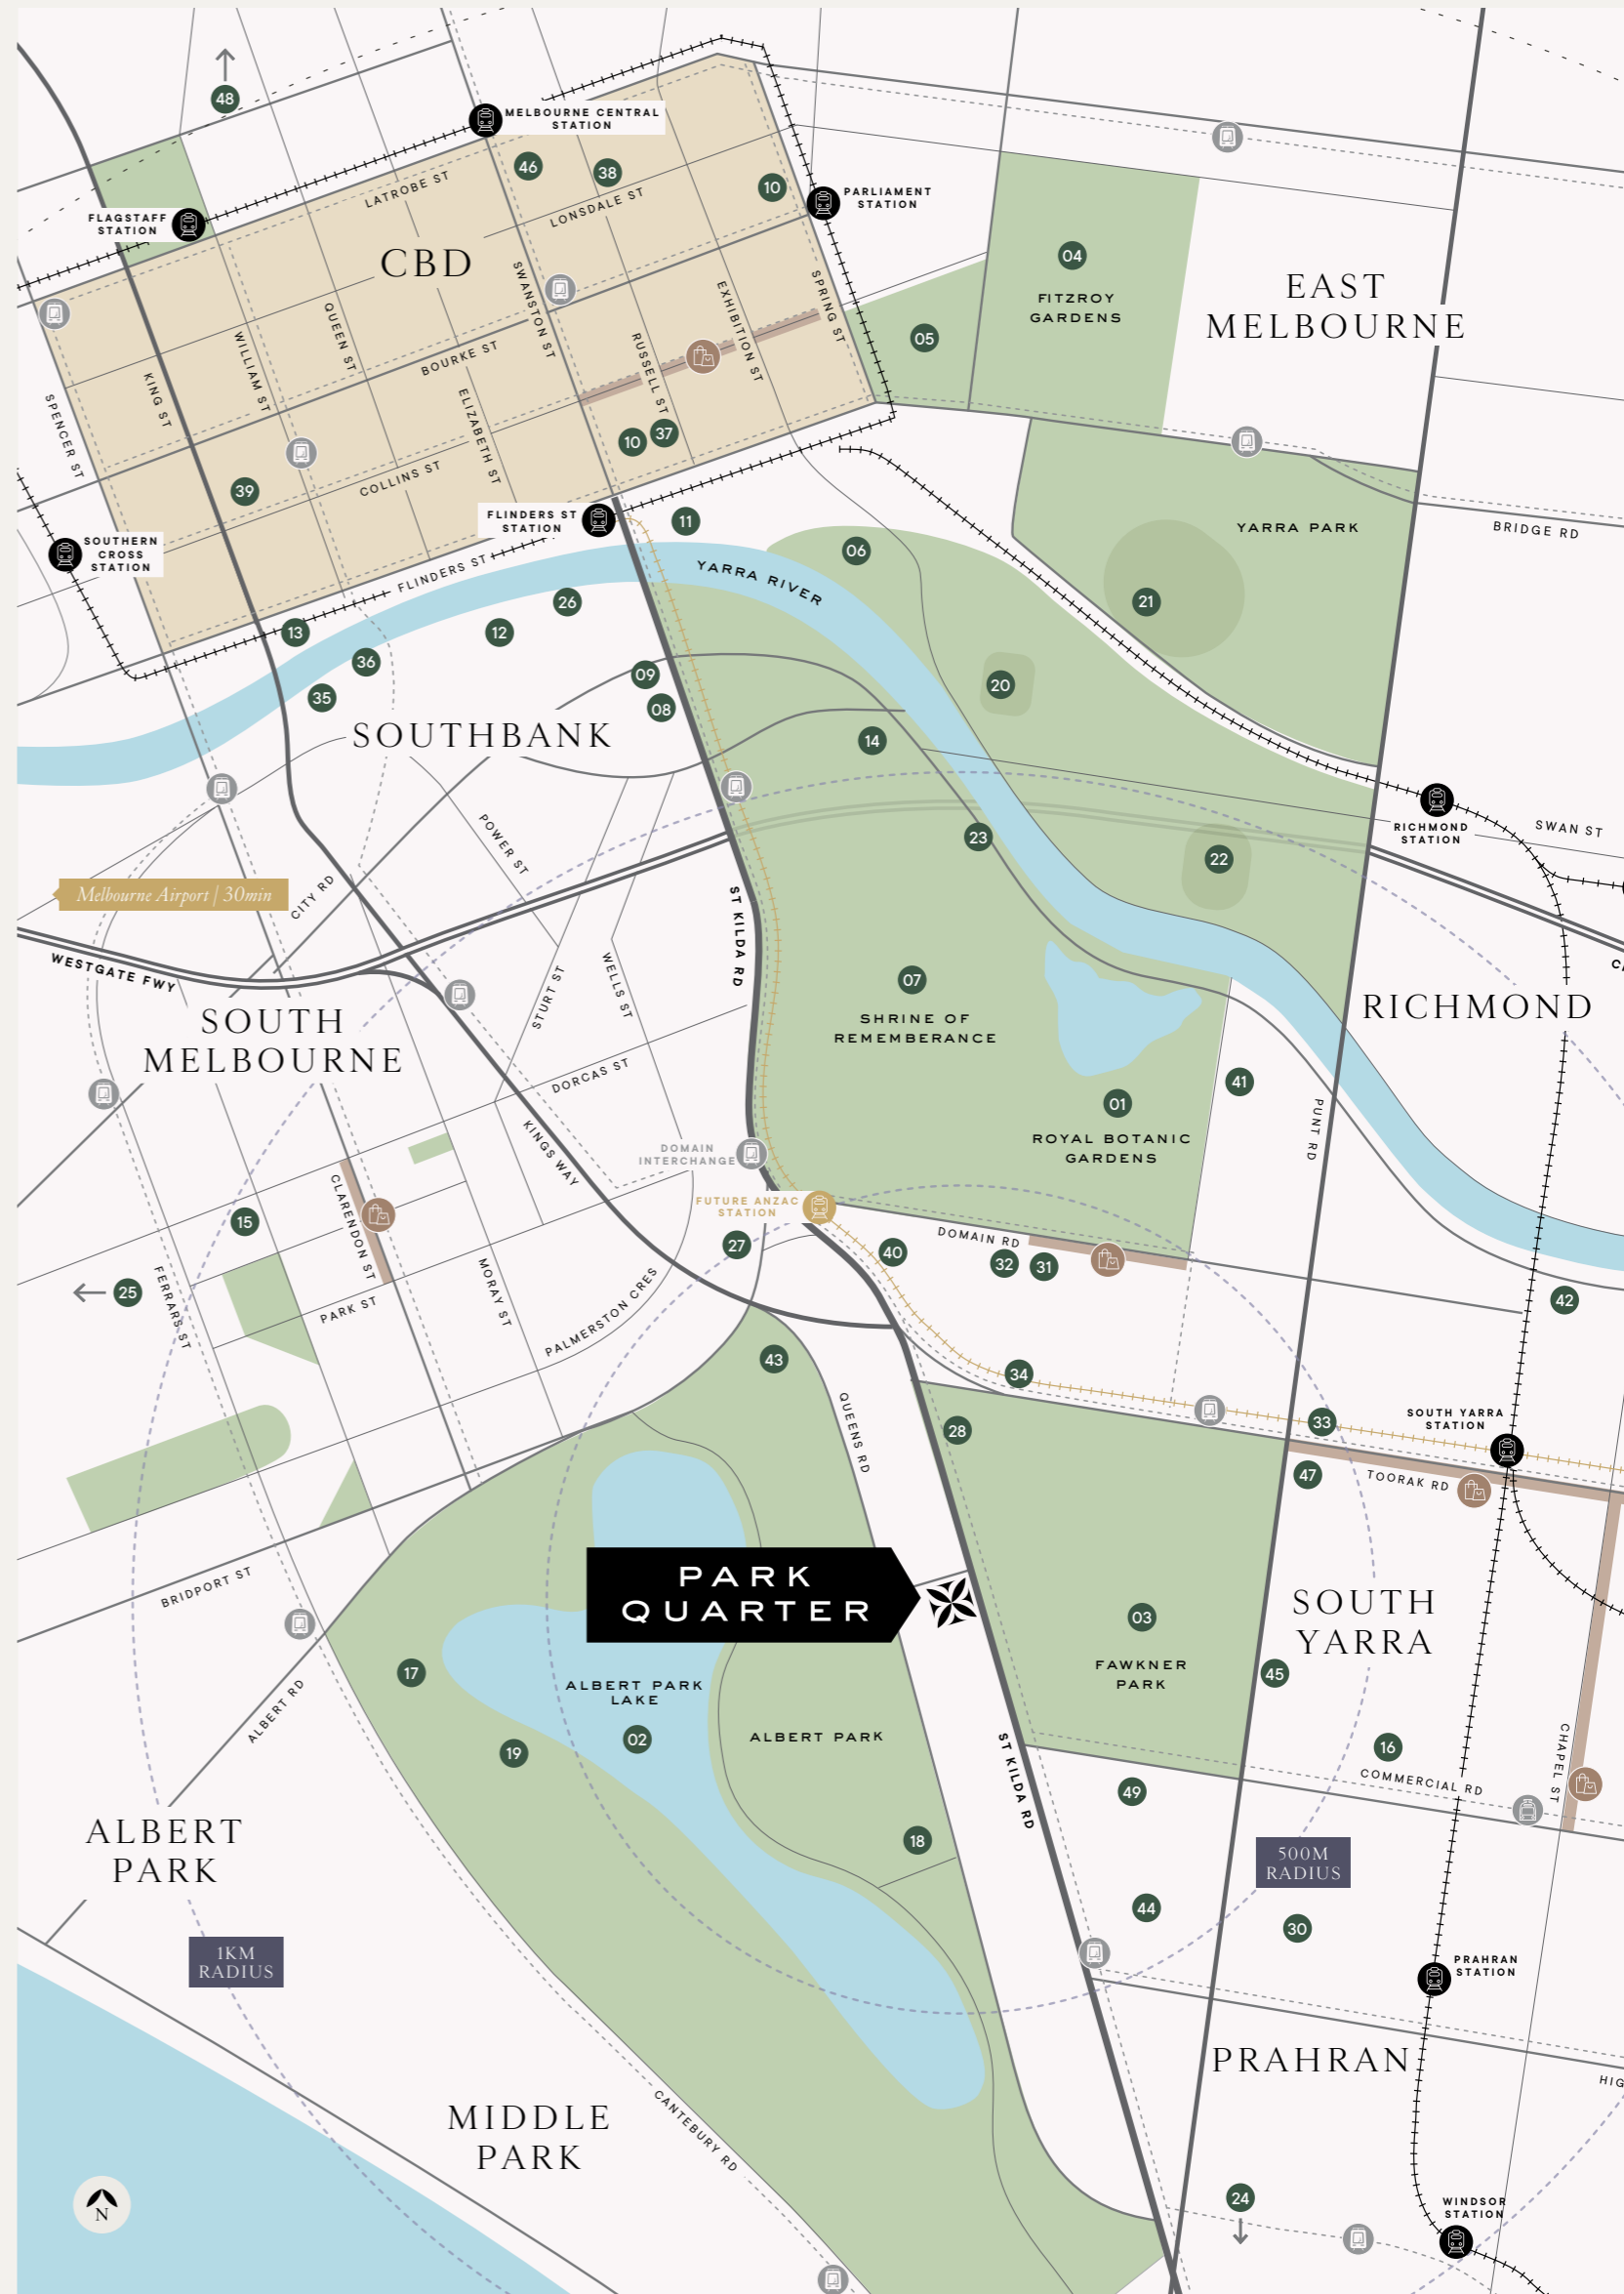 48
MELBOURNE CENTRAL
STATION
46
38
10
PARLIAMENT
STATION
FLAGSTAFF
STATION
LATROBE ST
LONSDALE ST
CBD
04
FITZROY
GARDENS
EAST
MELBOURNE
SWANSTON ST
EXHIBITION ST
SPRING ST
QUEEN ST
WILLIAM ST
KING ST
SPENCER ST
BOURKE ST
RUSSELL ST
ELIZABETH ST
05
10
37
COLLINS ST
39
FLINDERS ST
STATION
11
SOUTHERN
CROSS
STATION
FLINDERS ST
YARRA RIVER
06
YARRA PARK
BRIDGE RD
21
26
12
13
36
35
09
08
20
14
SOUTHBANK
23
22
RICHMOND
STATION
SWAN ST
POWER ST
Melbourne Airport | 30min
CITY RD
ST KILDA RD
WESTGATE FWY
STURT ST
WELLS ST
07
SHRINE OF
REMEMBERANCE
RICHMOND
SOUTH
MELBOURNE
DORCAS ST
41
01
ROYAL BOTANIC
GARDENS
PUNT RD
KINGS WAY
DOMAIN
INTERCHANGE
FUTURE ANZAC
STATION
CLARENDON ST
15
27
40
DOMAIN RD
32
31
25
FERRARS ST
PARK ST
MORAY ST
PALMERSTON CRES
42
43
34
QUEENS RD
28
33
SOUTH YARRA
STATION
47
TOORAK RD
BRIDPORT ST
PARK
QUARTER
SOUTH
YARRA
03
FAWKNER
PARK
45
17
ALBERT PARK
LAKE
02
ALBERT PARK
19
ALBERT RD
ST KILDA RD
16
COMMERCIAL RD
CHAPEL ST
49
ALBERT
PARK
18
500M
RADIUS
44
30
1KM
RADIUS
PRAHRAN
STATION
PRAHRAN
MIDDLE
PARK
CANTEBURY RD
24
N
WINDSOR
STATION